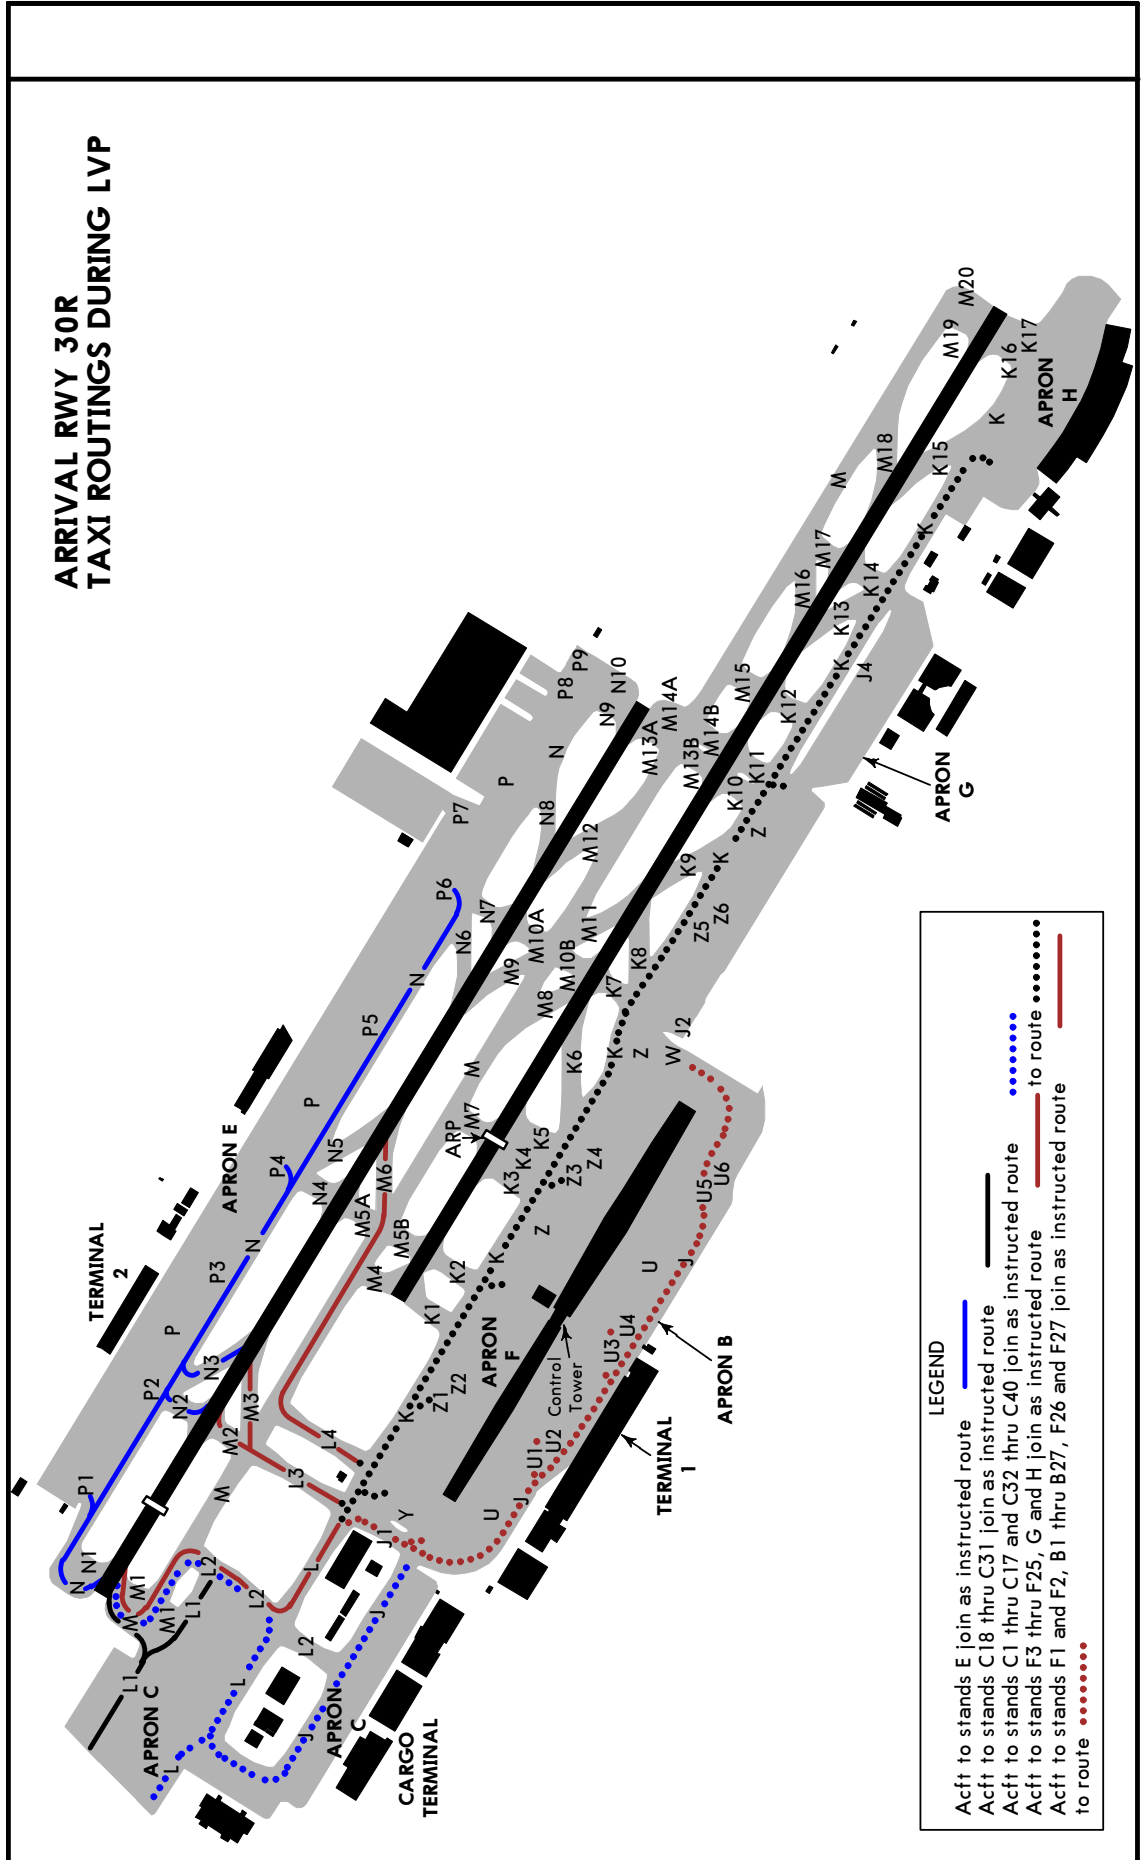 ARRIVAL RWY 30R
TAXI ROUTINGS DURING LVP
TERMINAL
2
APRON E
P1
P2
P3
P4
P5
P6
P7
P8
P9
P
P
P
N
N
N
N
N1
N2
N3
N4
N5
N6
N7
N8
N9
N10
M
M1
M1
M2
M3
M
M4
M5A
M5B
M6
M7
M
M8
M9
M10A
M10B
M11
M12
M13A
M13B
M14A
M14B
M15
M16
M17
M
M18
M19
M20
ARP
L1
L1
L2
L2
L2
L
L
L
L3
L4
K
K1
K2
K
K3
K4
K5
K6
K
K7
K8
K9
K
K10
K11
K12
K
K13
K14
K
K15
K
K16
K17
Z1
Z2
Z
Z3
Z4
Z
Z5
Z6
Z
Y
W
J1
J
J
J
J
J2
J4
U
U1
U2
U3
U4
U
U5
U6
APRON C
APRON
C
CARGO
TERMINAL
APRON
F
Control
Tower
TERMINAL
1
APRON B
APRON
G
APRON
H
LEGEND
Acft to stands E join as instructed route
Acft to stands C18 thru C31 join as instructed route
Acft to stands C1 thru C17 and C32 thru C40 join as instructed route
Acft to stands F3 thru F25, G and H join as instructed route to route
Acft to stands F1 and F2, B1 thru B27, F26 and F27 join as instructed route
to route